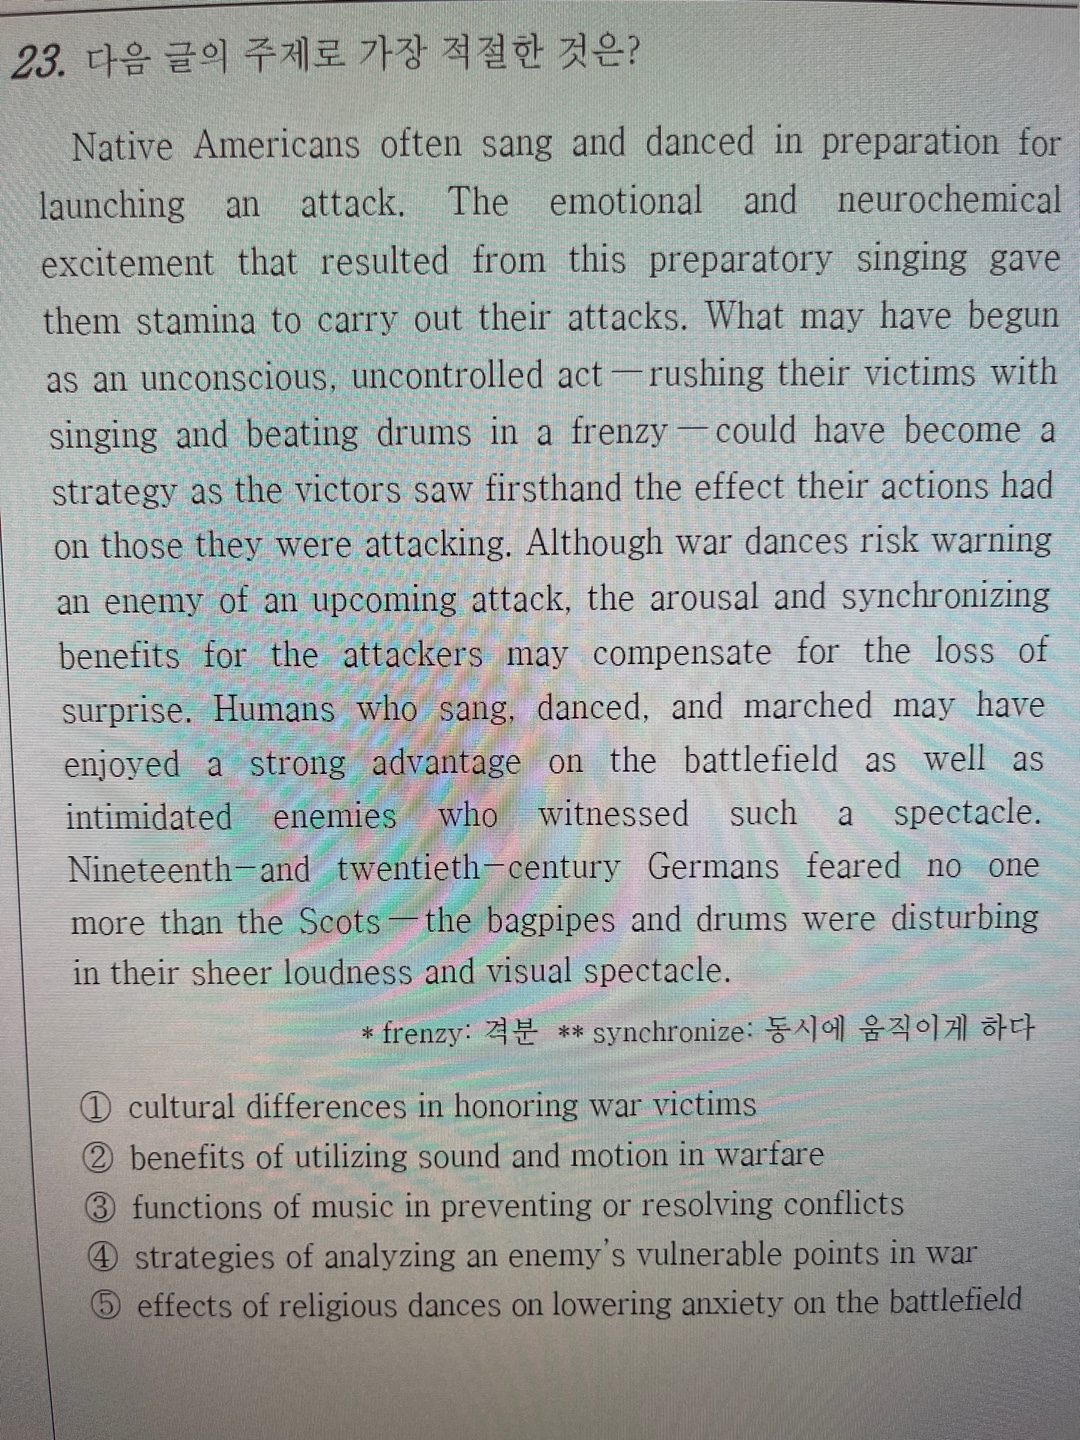 23. 다음 글의 주제로 가장 적절한 것은?
Native Americans often sang and danced in preparation for
launching an attack. The emotional and neurochemical
excitement that resulted from this preparatory singing gave
them stamina to carry out their attacks. What may have begun
as an unconscious, uncontrolled act — rushing their victims with
singing and beating drums in a frenzy — could have become a
strategy as the victors saw firsthand the effect their actions had
on those they were attacking. Although war dances risk warning
an enemy of an upcoming attack, the arousal and synchronizing
benefits for the attackers may compensate for the loss of
surprise. Humans who sang, danced, and marched may have
enjoyed a strong advantage on the battlefield as well as
intimidated enemies who witnessed such a spectacle.
Nineteenth-and twentieth-century Germans feared no one
more than the Scots — the bagpipes and drums were disturbing
in their sheer loudness and visual spectacle.
* frenzy: 격분 ** synchronize: 동시에 움직이게 하다
① cultural differences in honoring war victims
② benefits of utilizing sound and motion in warfare
③ functions of music in preventing or resolving conflicts
④ strategies of analyzing an enemy's vulnerable points in war
⑤ effects of religious dances on lowering anxiety on the battlefield